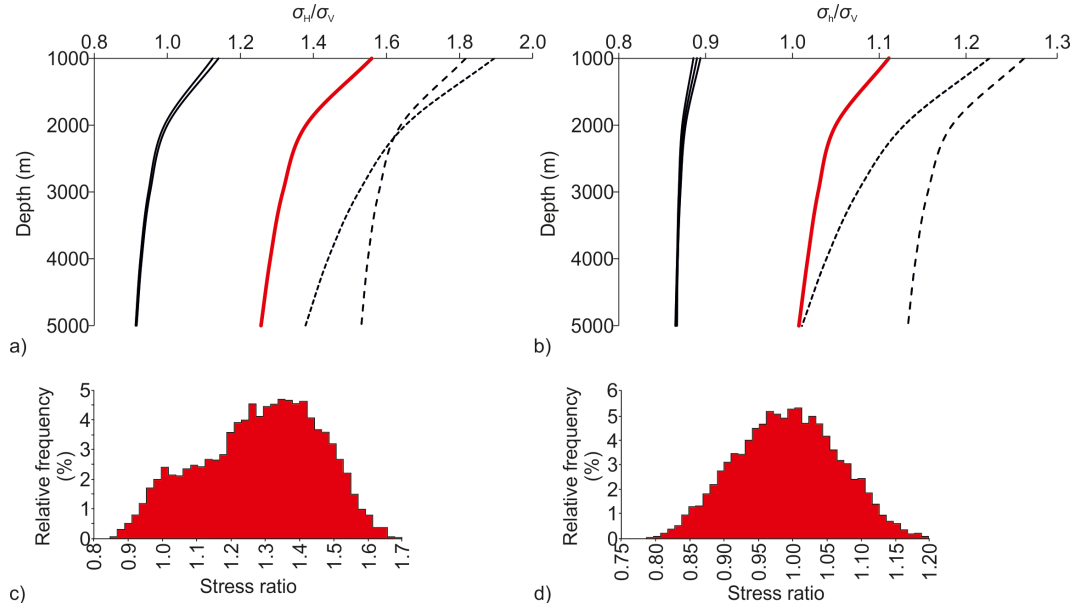 σH/σV
0.8 1.0 1.26 1.4 1.6 1.8 2.0
1000
2000
3000
4000
5000
Depth (m)
a)
σh/σV
0.8 0.9 1.0 1.1 1.2 1.3
1000
2000
3000
4000
5000
Depth (m)
b)
5
4
3
2
1
0
Relative frequency
(%)
0.8 0.9 1.0 1.1 1.2 1.3 1.4 1.5 1.6 1.7
Stress ratio
c)
6
5
4
3
2
1
0
Relative frequency
(%)
0.75 0.80 0.85 0.90 0.95 1.00 1.05 1.10 1.15 1.20
Stress ratio
d)